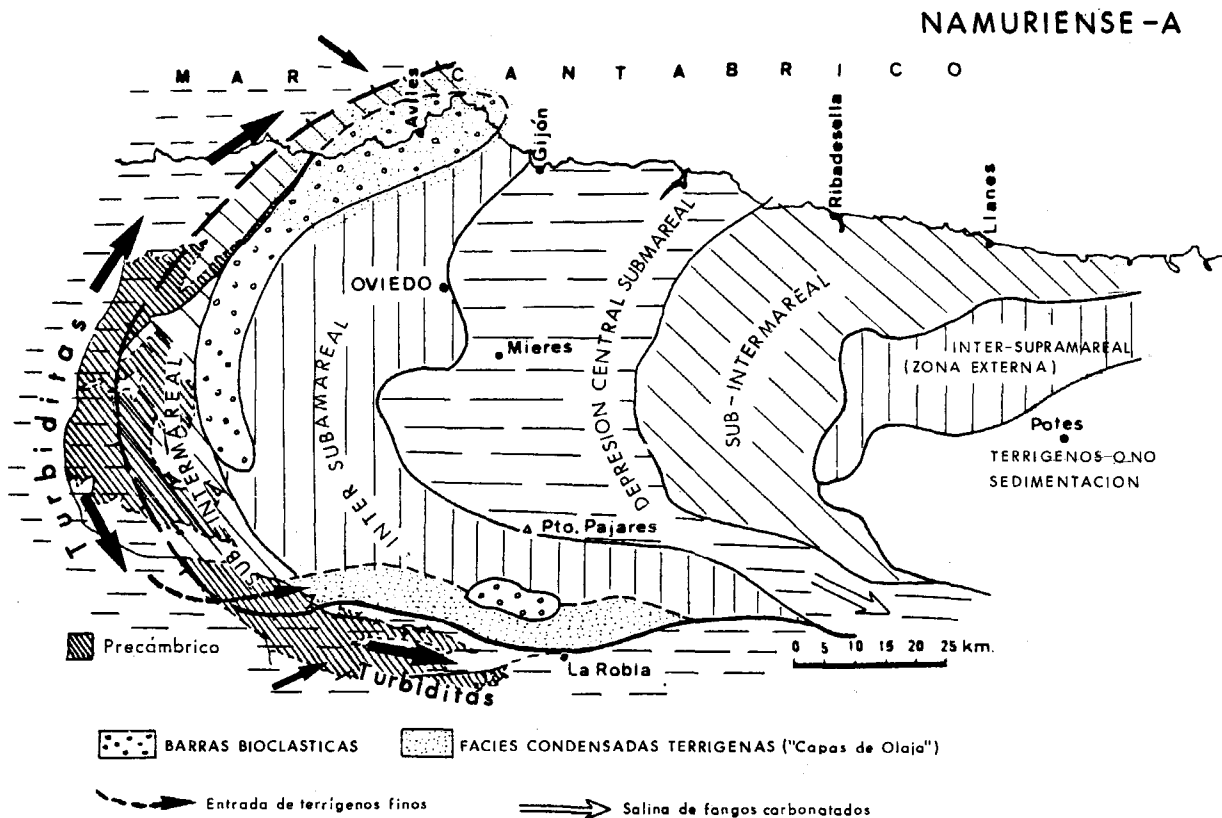 NAMURIENSE-A
MAR CANTABRICO
Avilés
Gijón
Ribadesella
Llanes
OVIEDO
Mieres
DEPRESION CENTRAL SUBMAREAL
SUB-INTERMAREAL
INTER-SUPRAMAREAL
(ZONA EXTERNA)
Potes
TERRIGENOS-O-NO
SEDIMENTACION
INTER SUBAMAREAL
SUB-INTERMAREAL
Turbiditas
Pto. Pajares
0 5 10 15 20 25 km.
Precámbrico
La Robla
Turbiditas
BARRAS BIOCLASTICAS
FACIES CONDENSADAS TERRIGENAS ("Capas de Olaja")
Entrada de terrígenos finos
Salina de fangos carbonatados